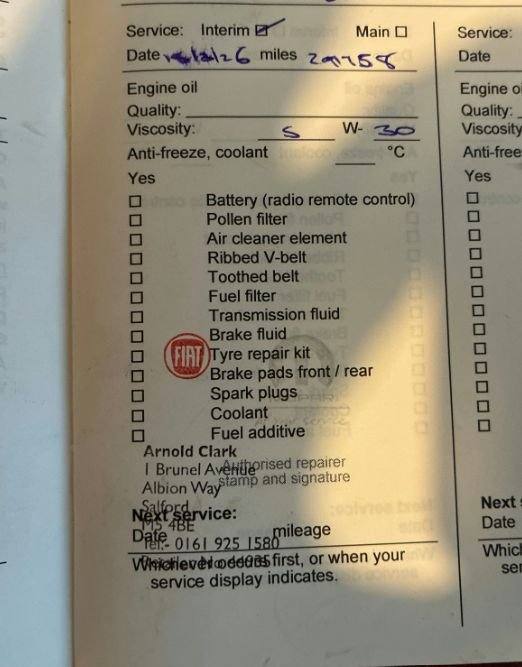 Service: Interim Main
Date miles 29758
Engine oil
Quality:
Viscosity: 5 W- 30
Anti-freeze, coolant °C
Yes
Battery (radio remote control)
Pollen filter
Air cleaner element
Ribbed V-belt
Toothed belt
Fuel filter
Transmission fluid
Brake fluid
FIAT Tyre repair kit
Brake pads front / rear
Spark plugs
Coolant
Fuel additive
Arnold Clark
1 Brunel Avenue
Albion Way
Salford
M5 4BE
Tel:- 0161 925 1580
Authorised repairer
stamp and signature
Next service:
Date mileage
Whichever occurs first, or when your
service display indicates.
Service:
Date
Engine o
Quality:
Viscosity
Anti-free
Yes
Next s
Date
Which
ser